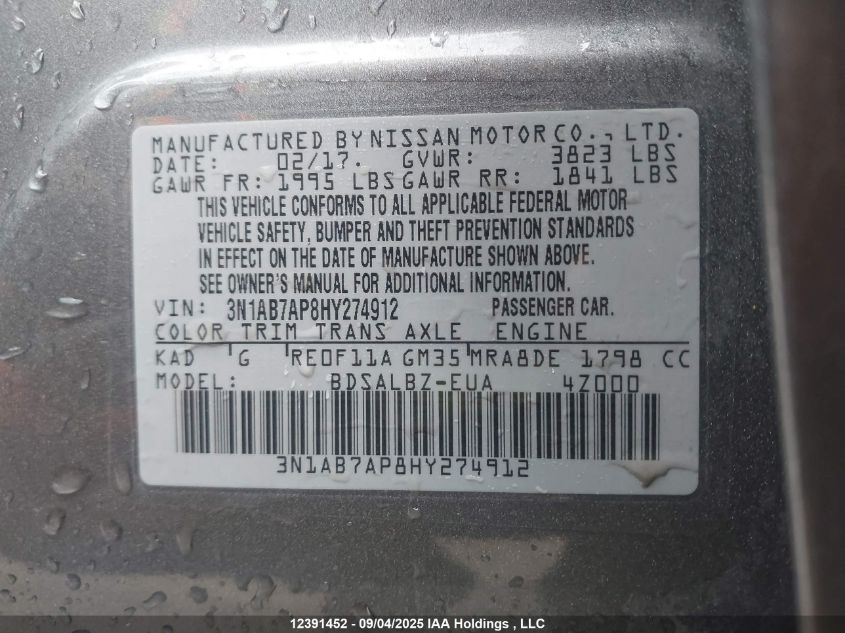 MANUFACTURED BY NISSAN MOTOR CO., LTD.
DATE: 02/17. GVWR: 3823 LBS
GAWR FR: 1995 LBS GAWR RR: 1841 LBS
THIS VEHICLE CONFORMS TO ALL APPLICABLE FEDERAL MOTOR
VEHICLE SAFETY, BUMPER AND THEFT PREVENTION STANDARDS
IN EFFECT ON THE DATE OF MANUFACTURE SHOWN ABOVE.
SEE OWNER'S MANUAL FOR ADDITIONAL INFORMATION.
VIN: 3N1AB7AP8HY274912 PASSENGER CAR.
COLOR TRIM TRANS AXLE ENGINE
KAD G RE0F11A GM35 MRA8DE 1798 CC
MODEL: BDSALBZ-EUA 4Z000
3N1AB7AP8HY274912
12391452 - 09/04/2025 IAA Holdings , LLC